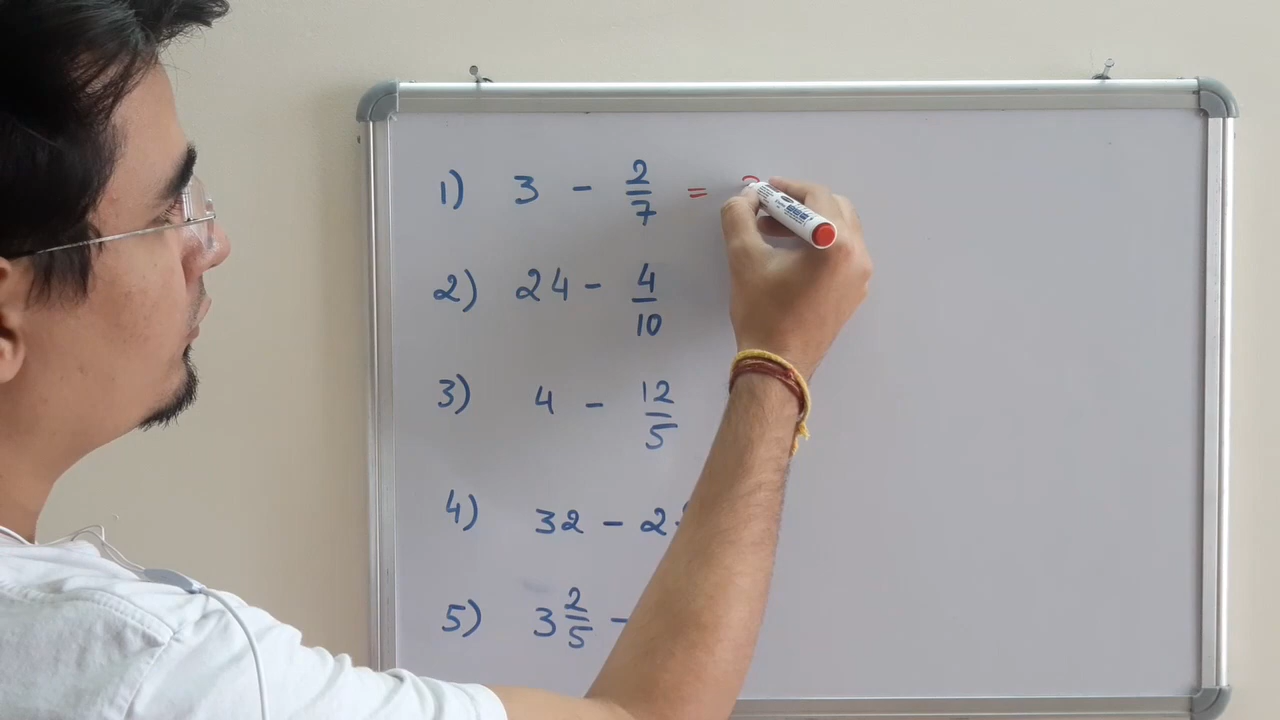 1) 3 - 2/7 =
2) 24 - 4/10
3) 4 - 12/5
4) 32 - 2
5) 3 2/5 -